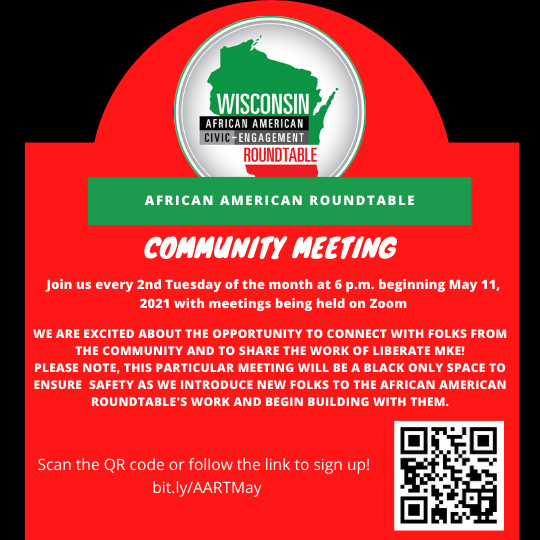 WISCONSIN
AFRICAN AMERICAN
CIVIC-ENGAGEMENT
ROUNDTABLE
AFRICAN AMERICAN ROUNDTABLE
COMMUNITY MEETING
Join us every 2nd Tuesday of the month at 6 p.m. beginning May 11,
2021 with meetings being held on Zoom
WE ARE EXCITED ABOUT THE OPPORTUNITY TO CONNECT WITH FOLKS FROM
THE COMMUNITY AND TO SHARE THE WORK OF LIBERATE MKE!
PLEASE NOTE, THIS PARTICULAR MEETING WILL BE A BLACK ONLY SPACE TO
ENSURE SAFETY AS WE INTRODUCE NEW FOLKS TO THE AFRICAN AMERICAN
ROUNDTABLE'S WORK AND BEGIN BUILDING WITH THEM.
Scan the QR code or follow the link to sign up!
bit.ly/AARTMay